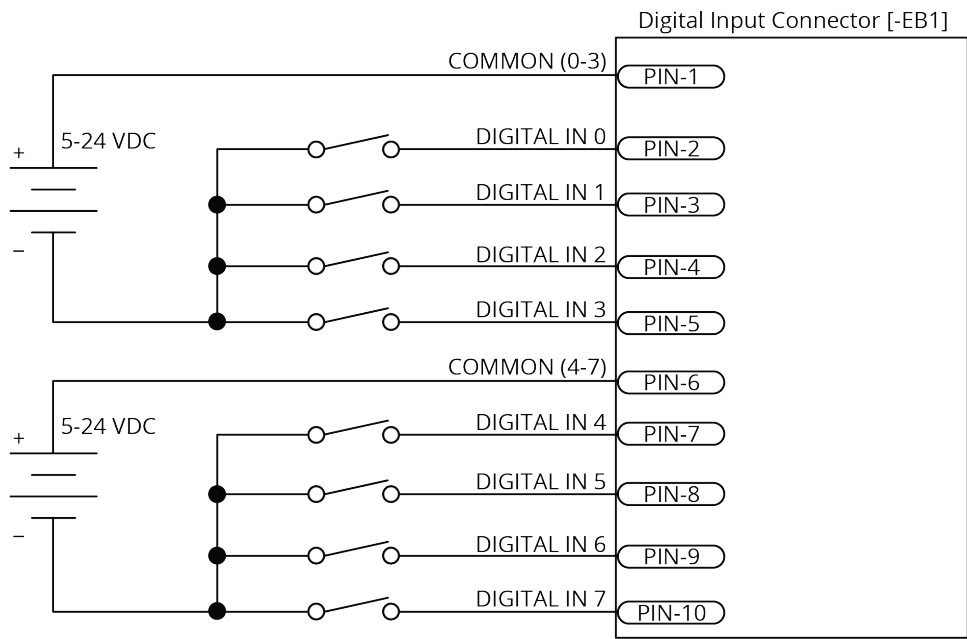 Digital Input Connector [-EB1]
COMMON (0-3)
PIN-1
+
5-24 VDC
DIGITAL IN 0
PIN-2
DIGITAL IN 1
PIN-3
DIGITAL IN 2
PIN-4
–
DIGITAL IN 3
PIN-5
COMMON (4-7)
PIN-6
+
5-24 VDC
DIGITAL IN 4
PIN-7
DIGITAL IN 5
PIN-8
–
DIGITAL IN 6
PIN-9
DIGITAL IN 7
PIN-10